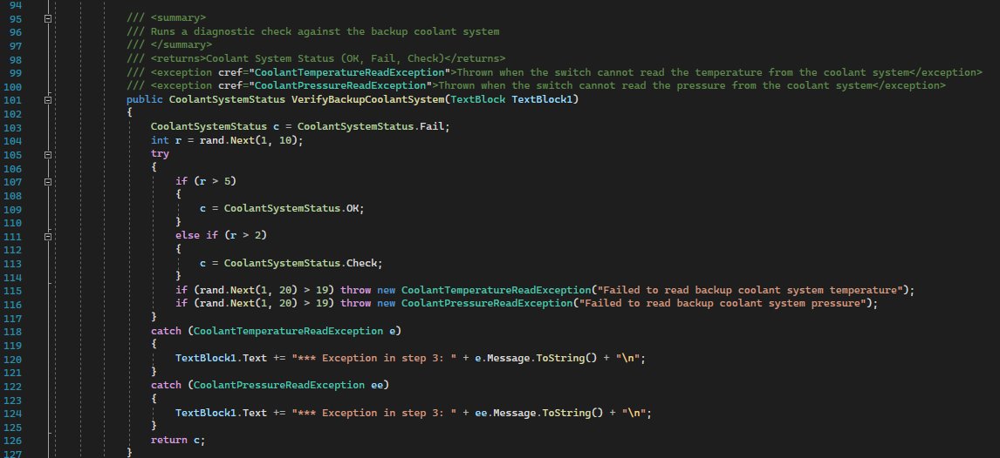 94
95 /// <summary>
96 /// Runs a diagnostic check against the backup coolant system
97 /// </summary>
98 /// <returns>Coolant System Status (OK, Fail, Check)</returns>
99 /// <exception cref="CoolantTemperatureReadException">Thrown when the switch cannot read the temperature from the coolant system</exception>
100 /// <exception cref="CoolantPressureReadException">Thrown when the switch cannot read the pressure from the coolant system</exception>
101 public CoolantSystemStatus VerifyBackupCoolantSystem(TextBlock TextBlock1)
102 {
103 CoolantSystemStatus c = CoolantSystemStatus.Fail;
104 int r = rand.Next(1, 10);
105 try
106 {
107 if (r > 5)
108 {
109 c = CoolantSystemStatus.OK;
110 }
111 else if (r > 2)
112 {
113 c = CoolantSystemStatus.Check;
114 }
115 if (rand.Next(1, 20) > 19) throw new CoolantTemperatureReadException("Failed to read backup coolant system temperature");
116 if (rand.Next(1, 20) > 19) throw new CoolantPressureReadException("Failed to read backup coolant system pressure");
117 }
118 catch (CoolantTemperatureReadException e)
119 {
120 TextBlock1.Text += "*** Exception in step 3: " + e.Message.ToString() + "\n";
121 }
122 catch (CoolantPressureReadException ee)
123 {
124 TextBlock1.Text += "*** Exception in step 3: " + ee.Message.ToString() + "\n";
125 }
126 return c;
127 }